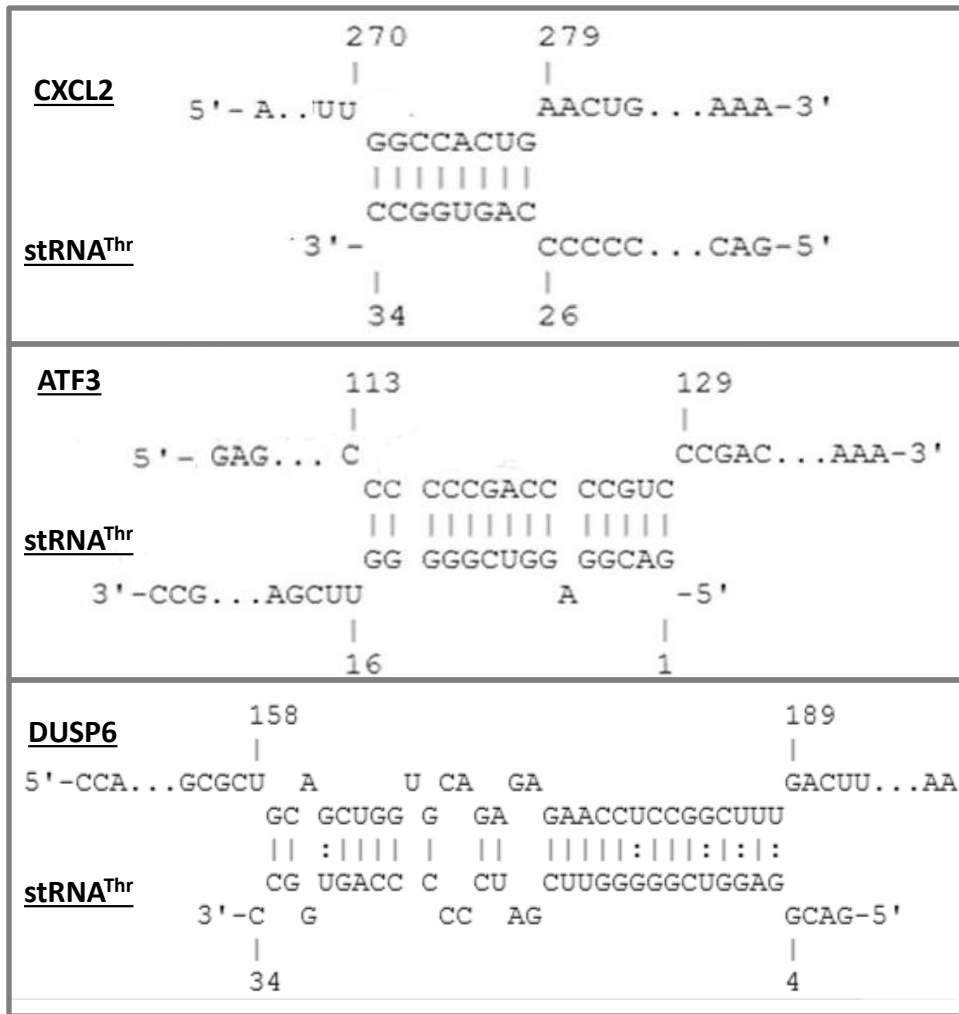 270 279
CXCL2
5'- A..UU AACUG...AAA-3'
GGCCACUG
||||||||
CCGGUGAC
stRNAThr
3'- CCCCC...CAG-5'
34 26
ATF3
113 129
5'- GAG... C CCGAC...AAA-3'
CC CCCGACC CCGUC
|| ||||||| |||||
stRNAThr
GG GGGCUGG GGCAG
3'-CCG...AGCUU A -5'
16 1
158 189
DUSP6
5'-CCA...GCGCU A U CA GA GACUU...AA
GC GCUGG G GA GAACCUCCGGCUUU
|| :|||| | || |||||:|||:|:|:
stRNAThr
CG UGACC C CU CUUGGGGGCUGGAG
3'-C G CC AG GCAG-5'
34 4